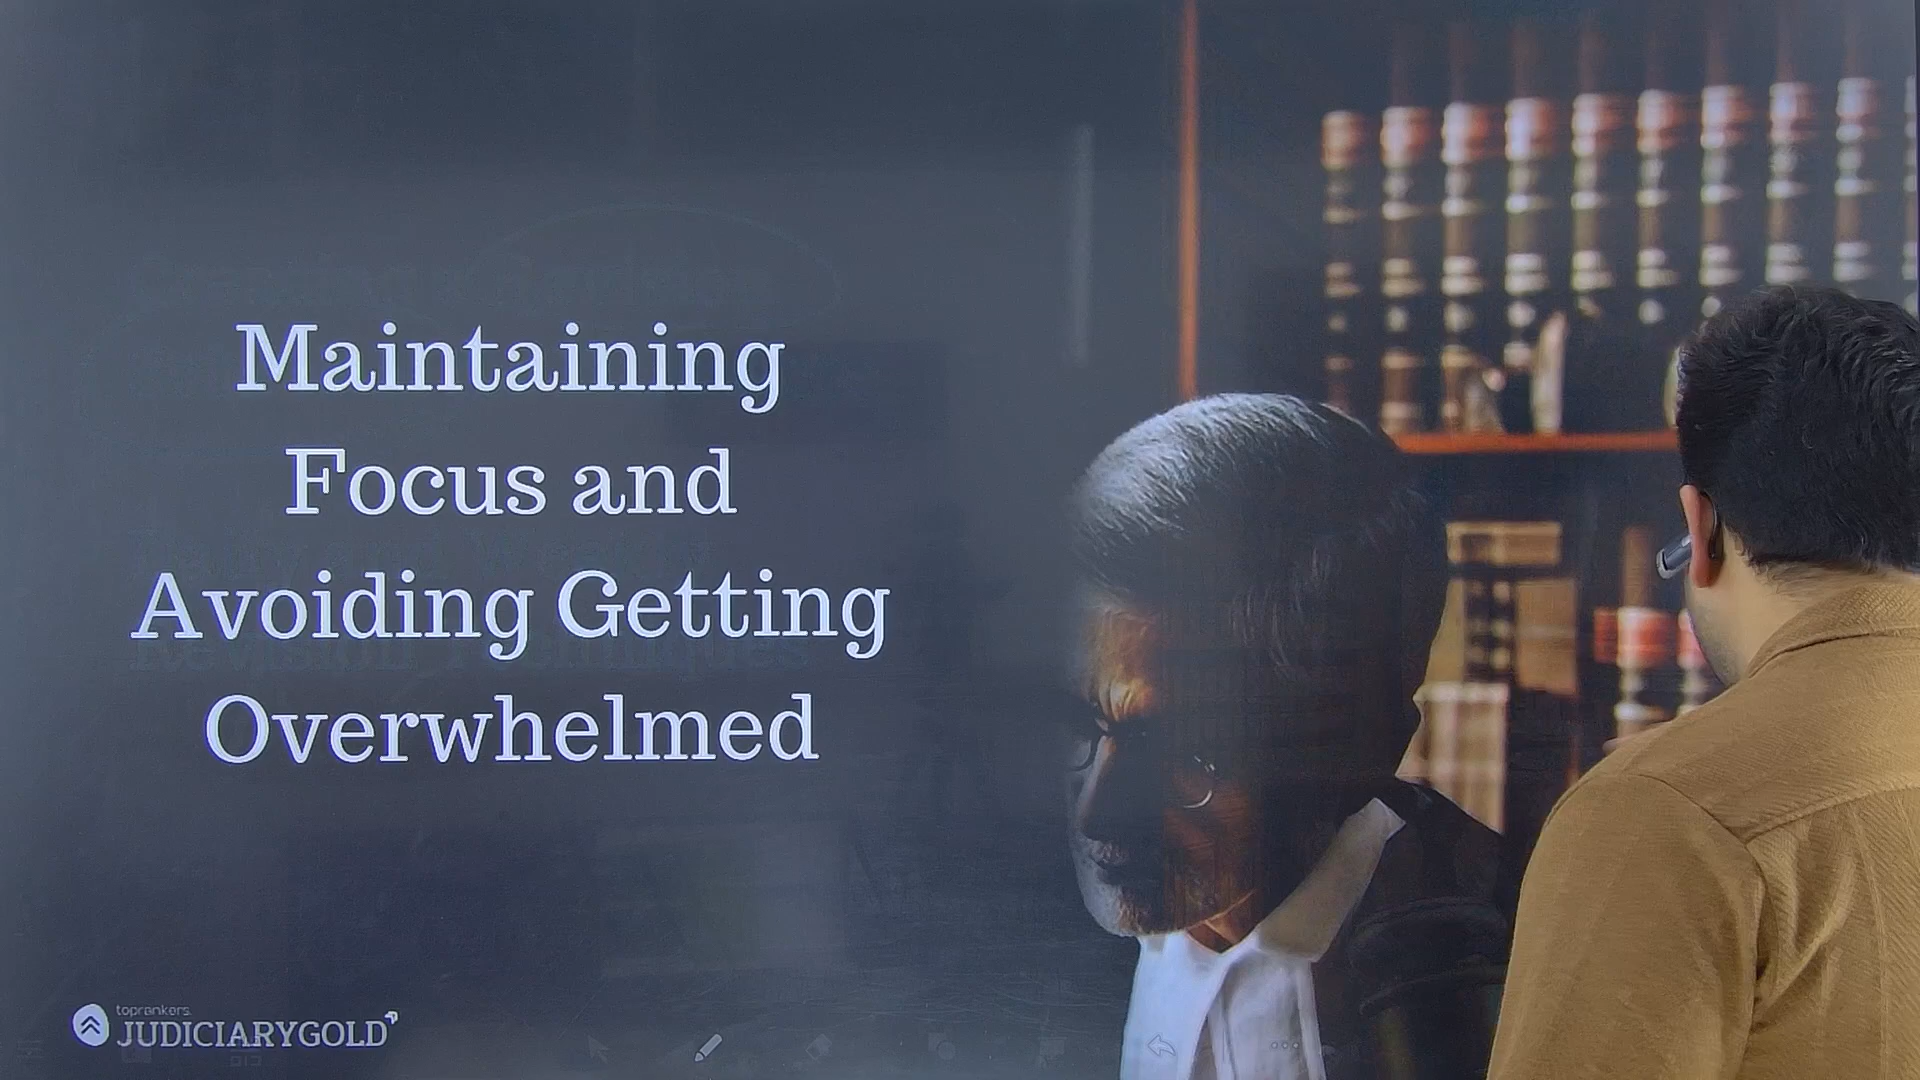 Maintaining
Focus and
Avoiding Getting
Overwhelmed
toprankers
JUDICIARYGOLD